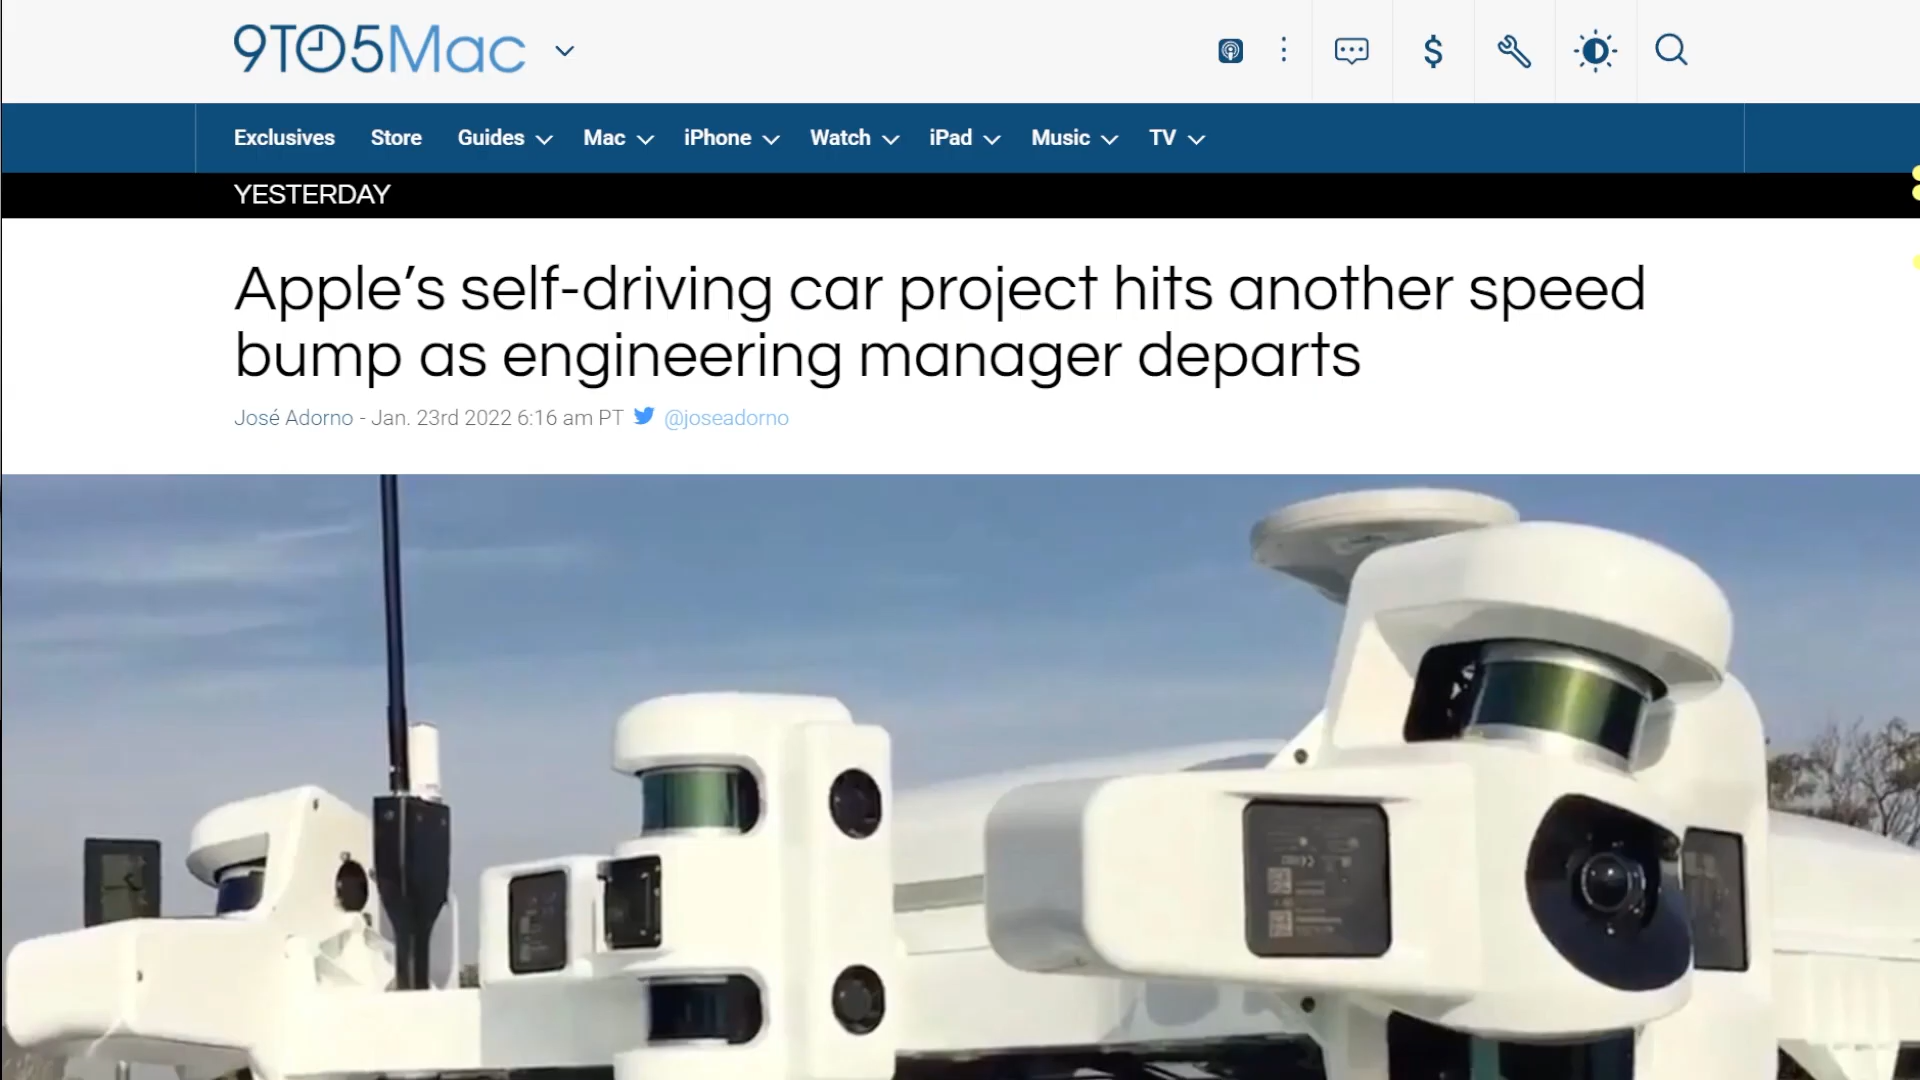 9TO5Mac
Exclusives Store Guides Mac iPhone Watch iPad Music TV
YESTERDAY
Apple’s self-driving car project hits another speed
bump as engineering manager departs
José Adorno - Jan. 23rd 2022 6:16 am PT @joseadorno